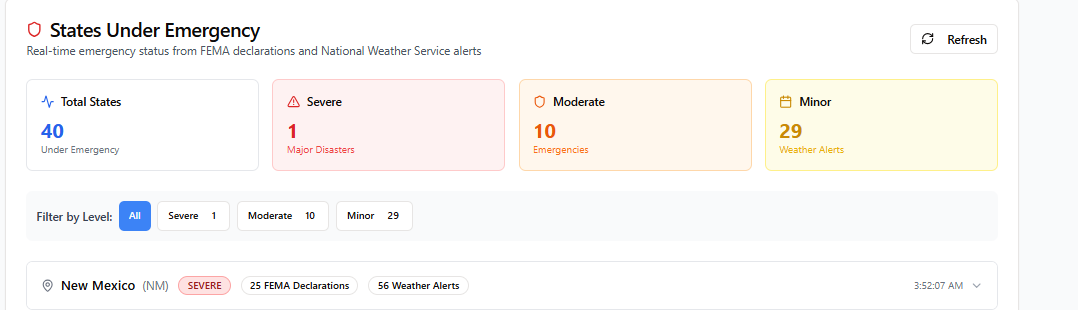 States Under Emergency
Real-time emergency status from FEMA declarations and National Weather Service alerts
Refresh
Total States
40
Under Emergency
Severe
1
Major Disasters
Moderate
10
Emergencies
Minor
29
Weather Alerts
Filter by Level: All Severe 1 Moderate 10 Minor 29
New Mexico (NM) SEVERE 25 FEMA Declarations 56 Weather Alerts 3:52:07 AM